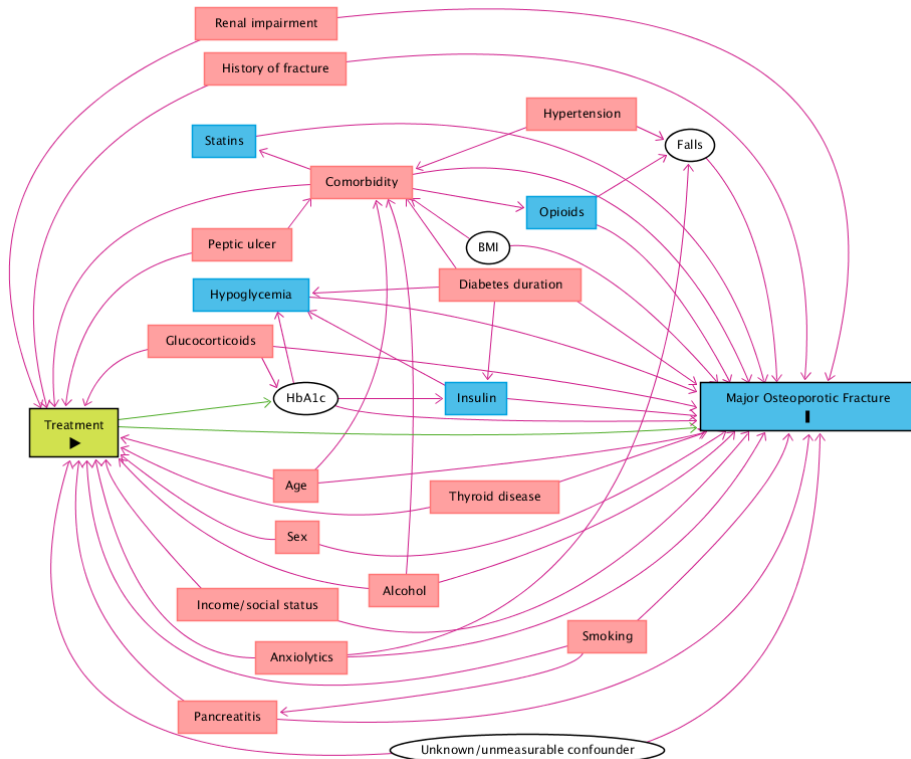 Renal impairment
History of fracture
Hypertension
Statins
Falls
Comorbidity
Opioids
Peptic ulcer
BMI
Diabetes duration
Hypoglycemia
Glucocorticoids
HbA1c
Insulin
Major Osteoporotic Fracture
Treatment
Age
Thyroid disease
Sex
Alcohol
Income/social status
Smoking
Anxiolytics
Pancreatitis
Unknown/unmeasurable confounder